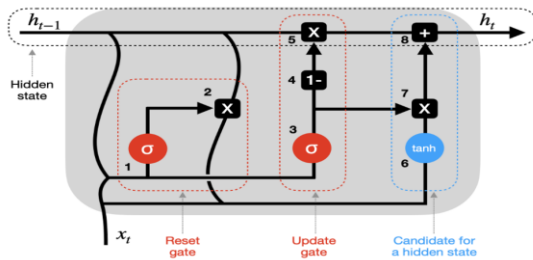 h_{t-1}
h_t
5
X
8
+
Hidden
state
4
1-
2
X
7
X
1
σ
3
σ
6
tanh
x_t
Reset
gate
Update
gate
Candidate for
a hidden state